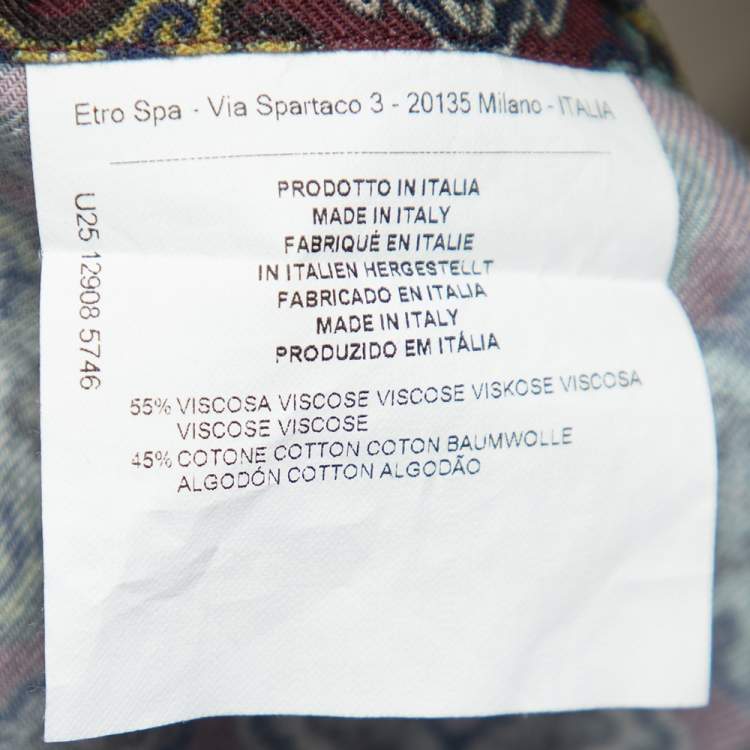 Etro Spa - Via Spartaco 3 - 20135 Milano - ITALIA
PRODOTTO IN ITALIA
MADE IN ITALY
FABRIQUÉ EN ITALIE
IN ITALIEN HERGESTELLT
FABRICADO EN ITALIA
MADE IN ITALY
PRODUZIDO EM ITÁLIA
55% VISCOSA VISCOSE VISCOSE VISKOSE VISCOSA
VISCOSE VISCOSE
45% COTONE COTTON COTON BAUMWOLLE
ALGODÓN COTTON ALGODÃO
U25 12908 5746